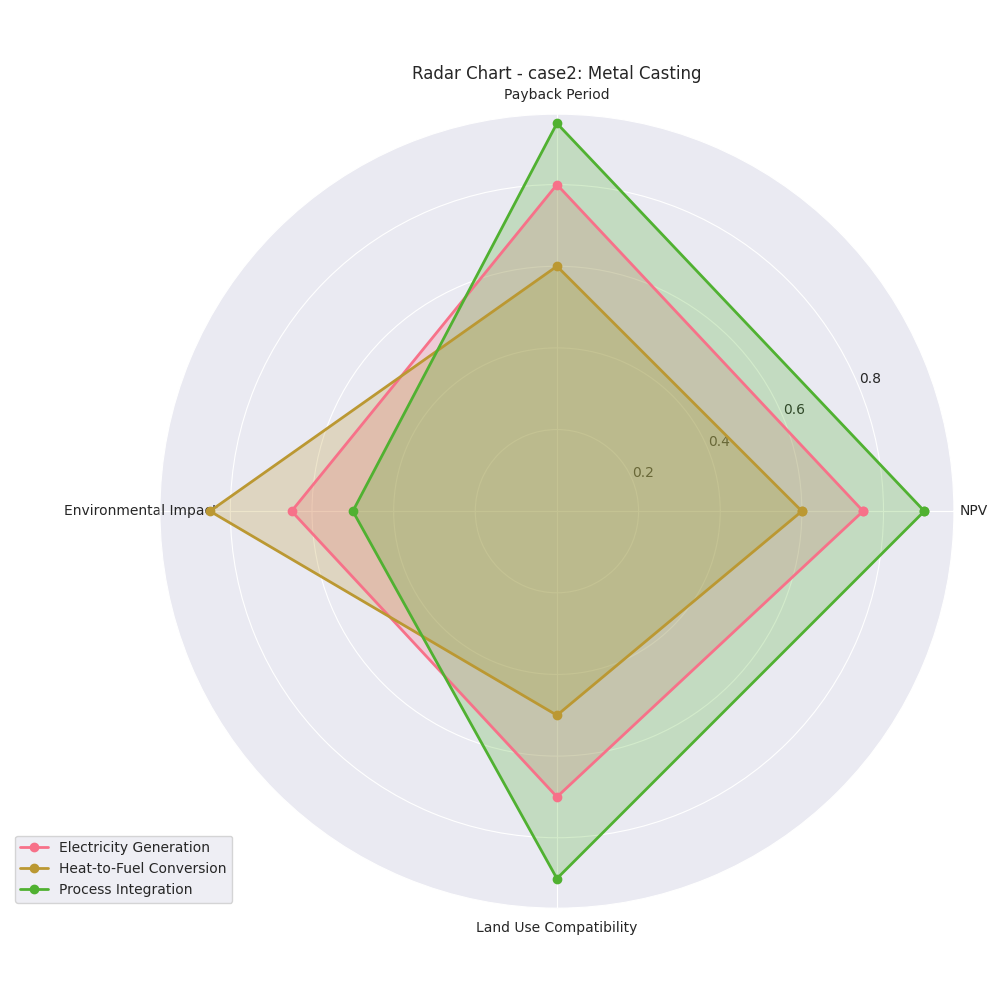 Radar Chart - case2: Metal Casting
Payback Period
0.8
0.6
0.4
0.2
Environmental Impact
NPV
Electricity Generation
Heat-to-Fuel Conversion
Process Integration
Land Use Compatibility